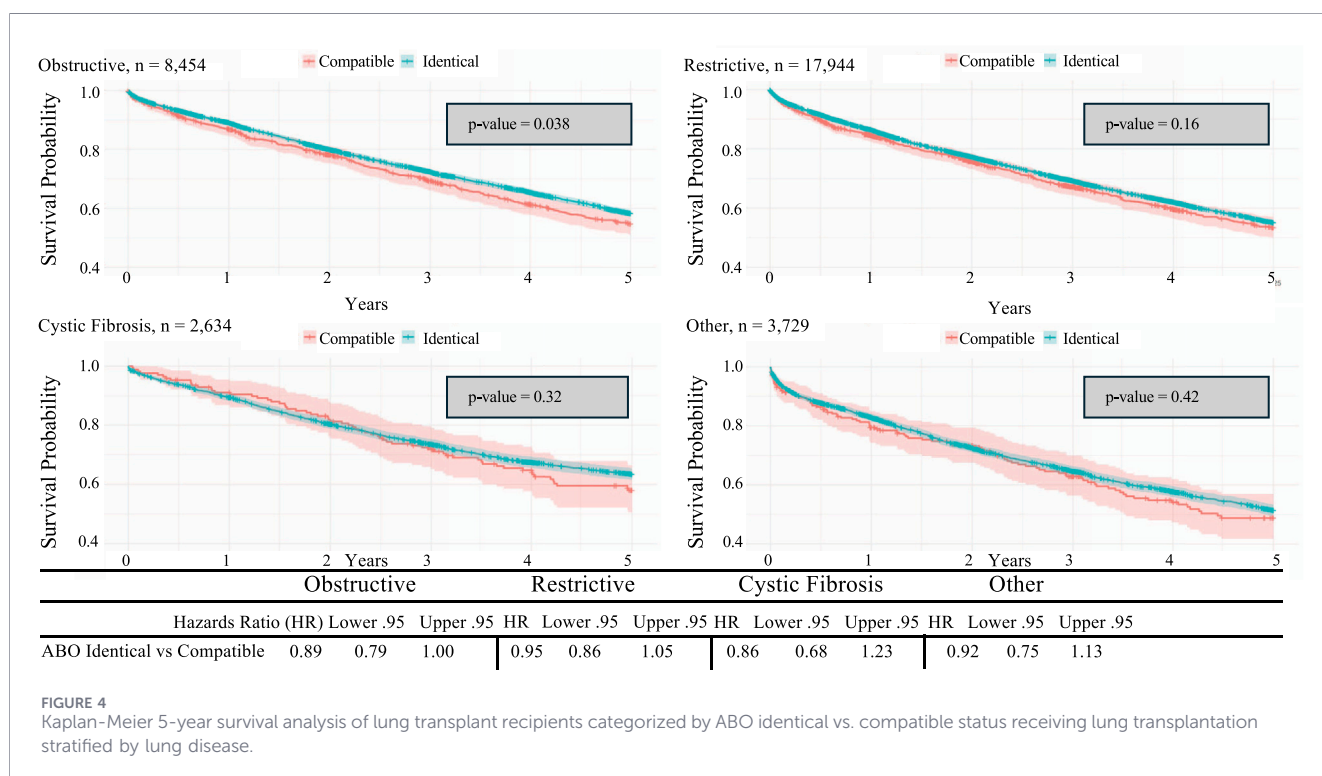 Obstructive, n = 8,454
Compatible Identical
Survival Probability
1.0
0.8
0.6
0.4
p-value = 0.038
0 1 2 3 4 5
Years
Restrictive, n = 17,944
Compatible Identical
Survival Probability
1.0
0.8
0.6
0.4
p-value = 0.16
0 1 2 3 4 5
Years
Cystic Fibrosis, n = 2,634
Compatible Identical
Survival Probability
1.0
0.8
0.6
0.4
p-value = 0.32
0 1 2 3 4 5
Years
Other, n = 3,729
Compatible Identical
Survival Probability
1.0
0.8
0.6
0.4
p-value = 0.42
0 1 2 3 4 5
Years
Obstructive Restrictive Cystic Fibrosis Other
Hazards Ratio (HR) Lower .95 Upper .95 HR Lower .95 Upper .95 HR Lower .95 Upper .95 HR Lower .95 Upper .95
ABO Identical vs Compatible 0.89 0.79 1.00 0.95 0.86 1.05 0.86 0.68 1.23 0.92 0.75 1.13
FIGURE 4
Kaplan-Meier 5-year survival analysis of lung transplant recipients categorized by ABO identical vs. compatible status receiving lung transplantation
stratified by lung disease.